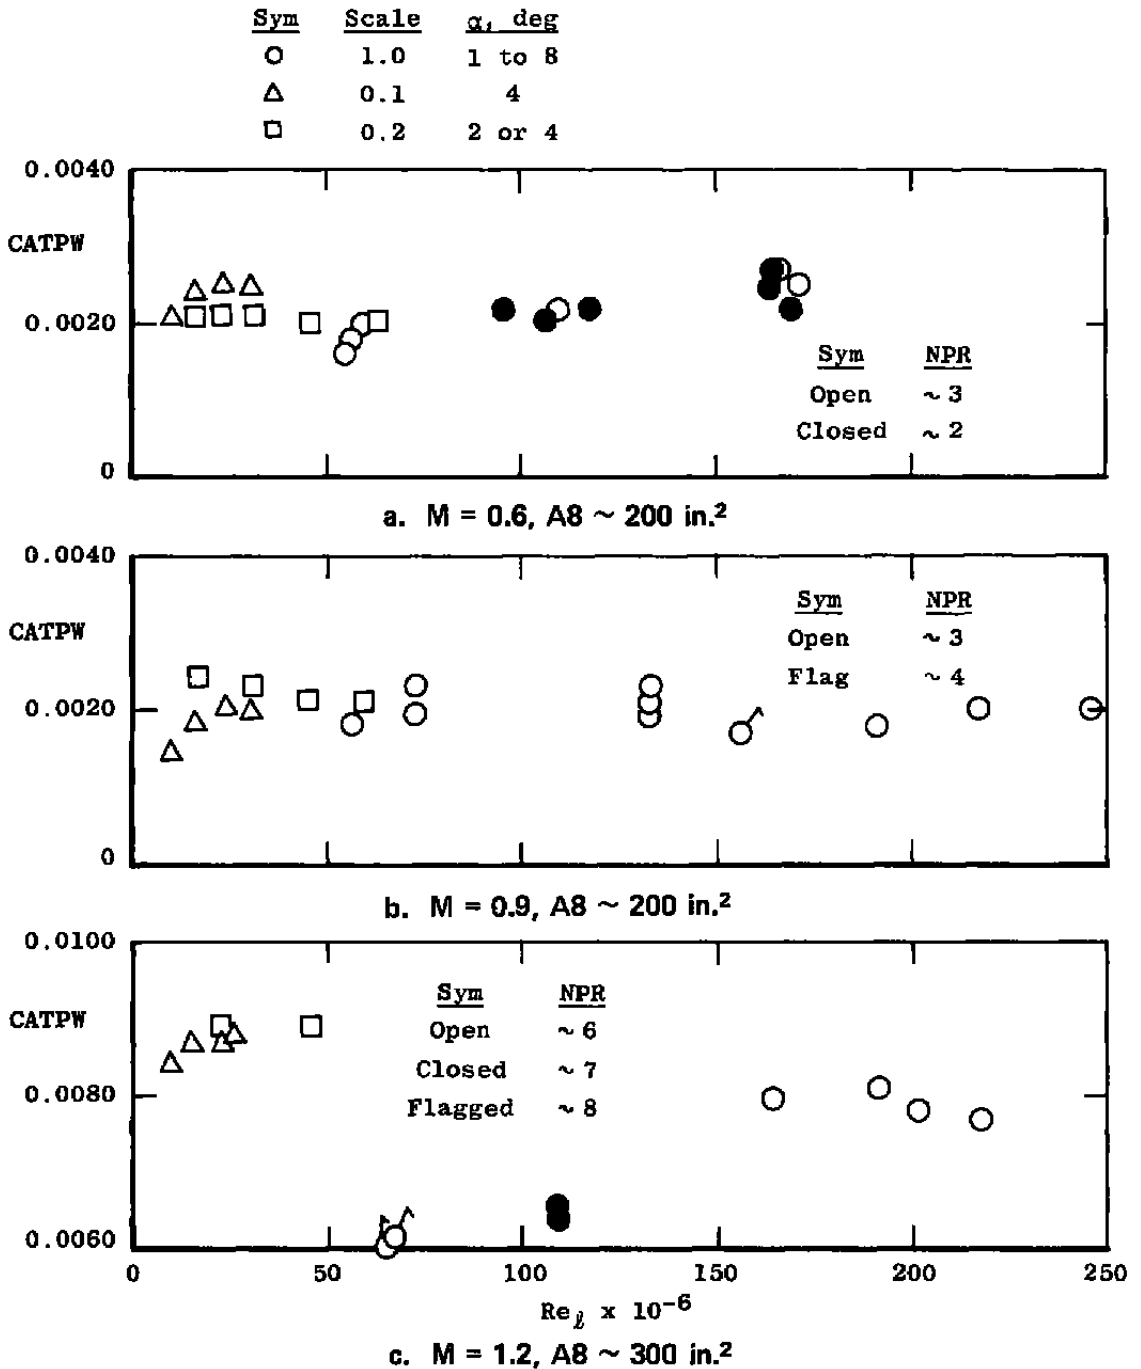 Sym Scale α, deg
○ 1.0 1 to 8
△ 0.1 4
□ 0.2 2 or 4
0.0040
CATPW
0.0020
0
Sym NPR
Open ~ 3
Closed ~ 2
a. M = 0.6, A8 ~ 200 in.²
0.0040
CATPW
0.0020
0
Sym NPR
Open ~ 3
Flag ~ 4
b. M = 0.9, A8 ~ 200 in.²
0.0100
CATPW
0.0080
0.0060
Sym NPR
Open ~ 6
Closed ~ 7
Flagged ~ 8
0 50 100 150 200 250
Reℓ x 10⁻⁶
c. M = 1.2, A8 ~ 300 in.²